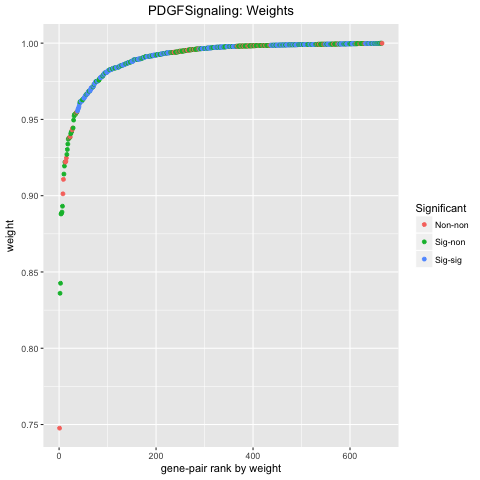 PDGFSignaling: Weights
1.00
0.95
0.90
0.85
0.80
0.75
weight
0
200
400
600
gene-pair rank by weight
Significant
Non-non
Sig-non
Sig-sig